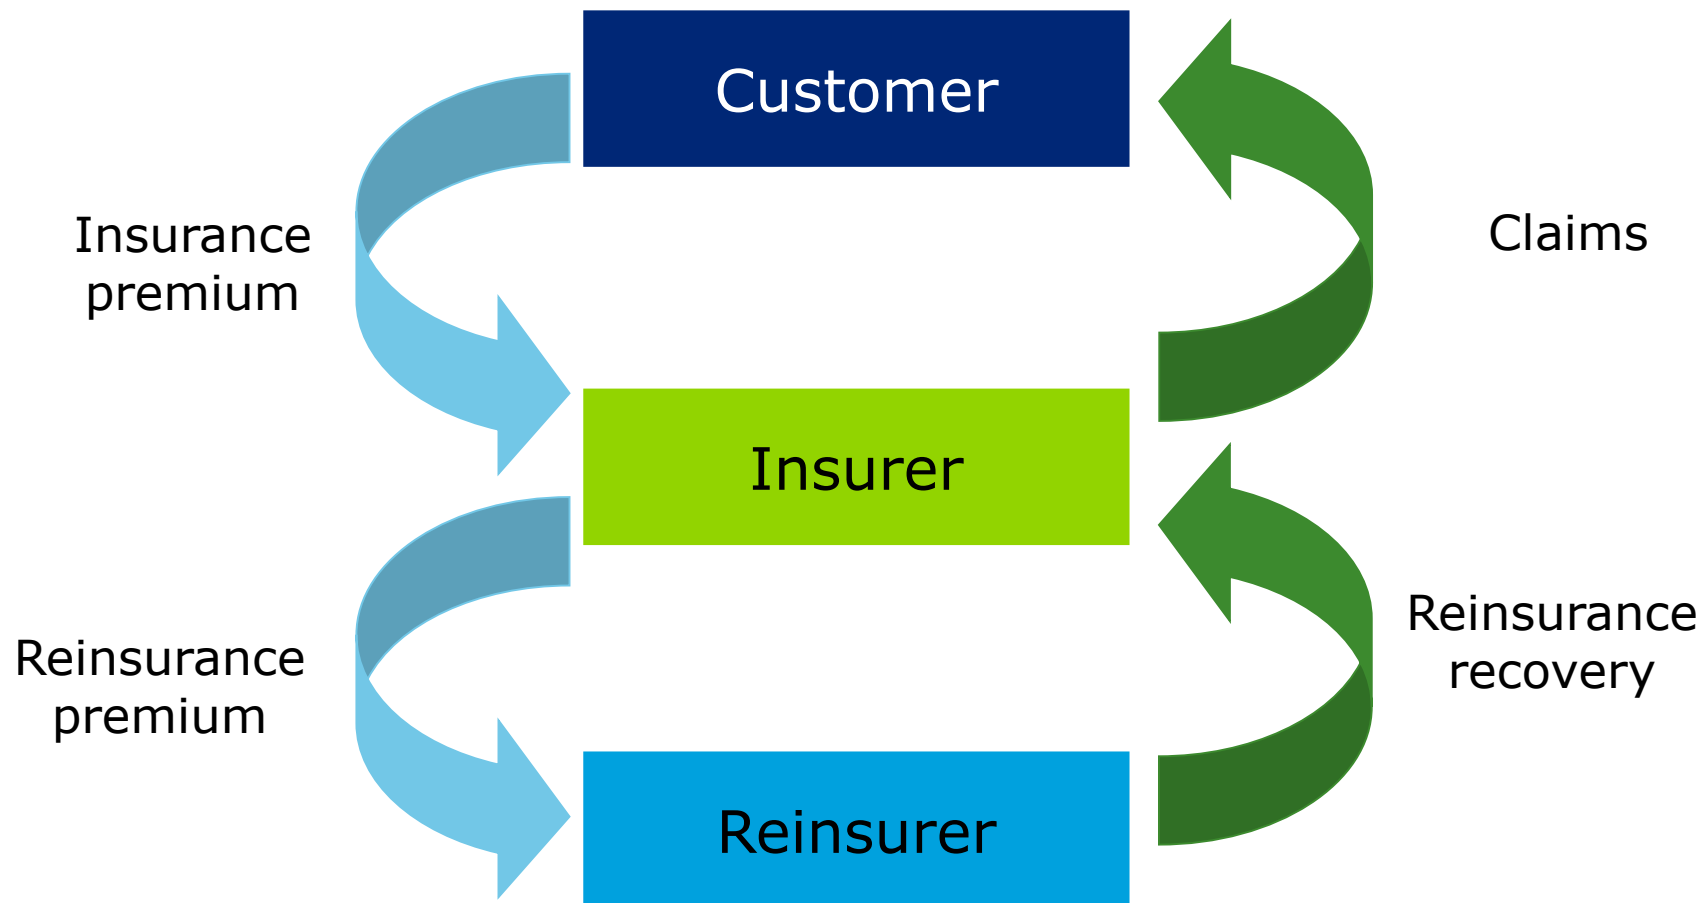 Customer
Insurance
premium
Claims
Insurer
Reinsurance
premium
Reinsurance
recovery
Reinsurer